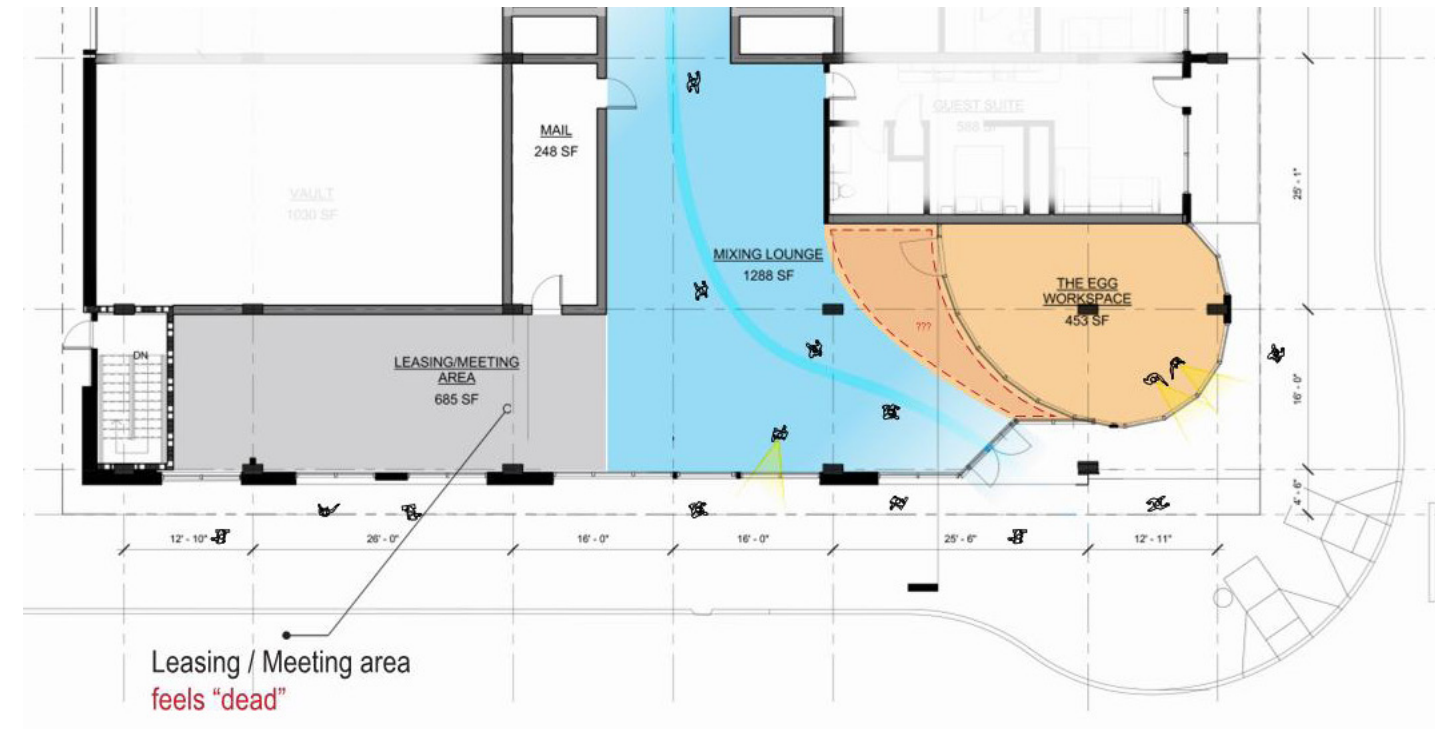 MAIL
248 SF
GUEST SUITE
588 SF
VAULT
1030 SF
25' - 1"
MIXING LOUNGE
1288 SF
THE EGG
WORKSPACE
453 SF
???
DN
LEASING/MEETING
AREA
685 SF
16' - 0"
4' - 6"
12' - 10"
26' - 0"
16' - 0"
16' - 0"
25' - 6"
12' - 11"
Leasing / Meeting area
feels “dead”